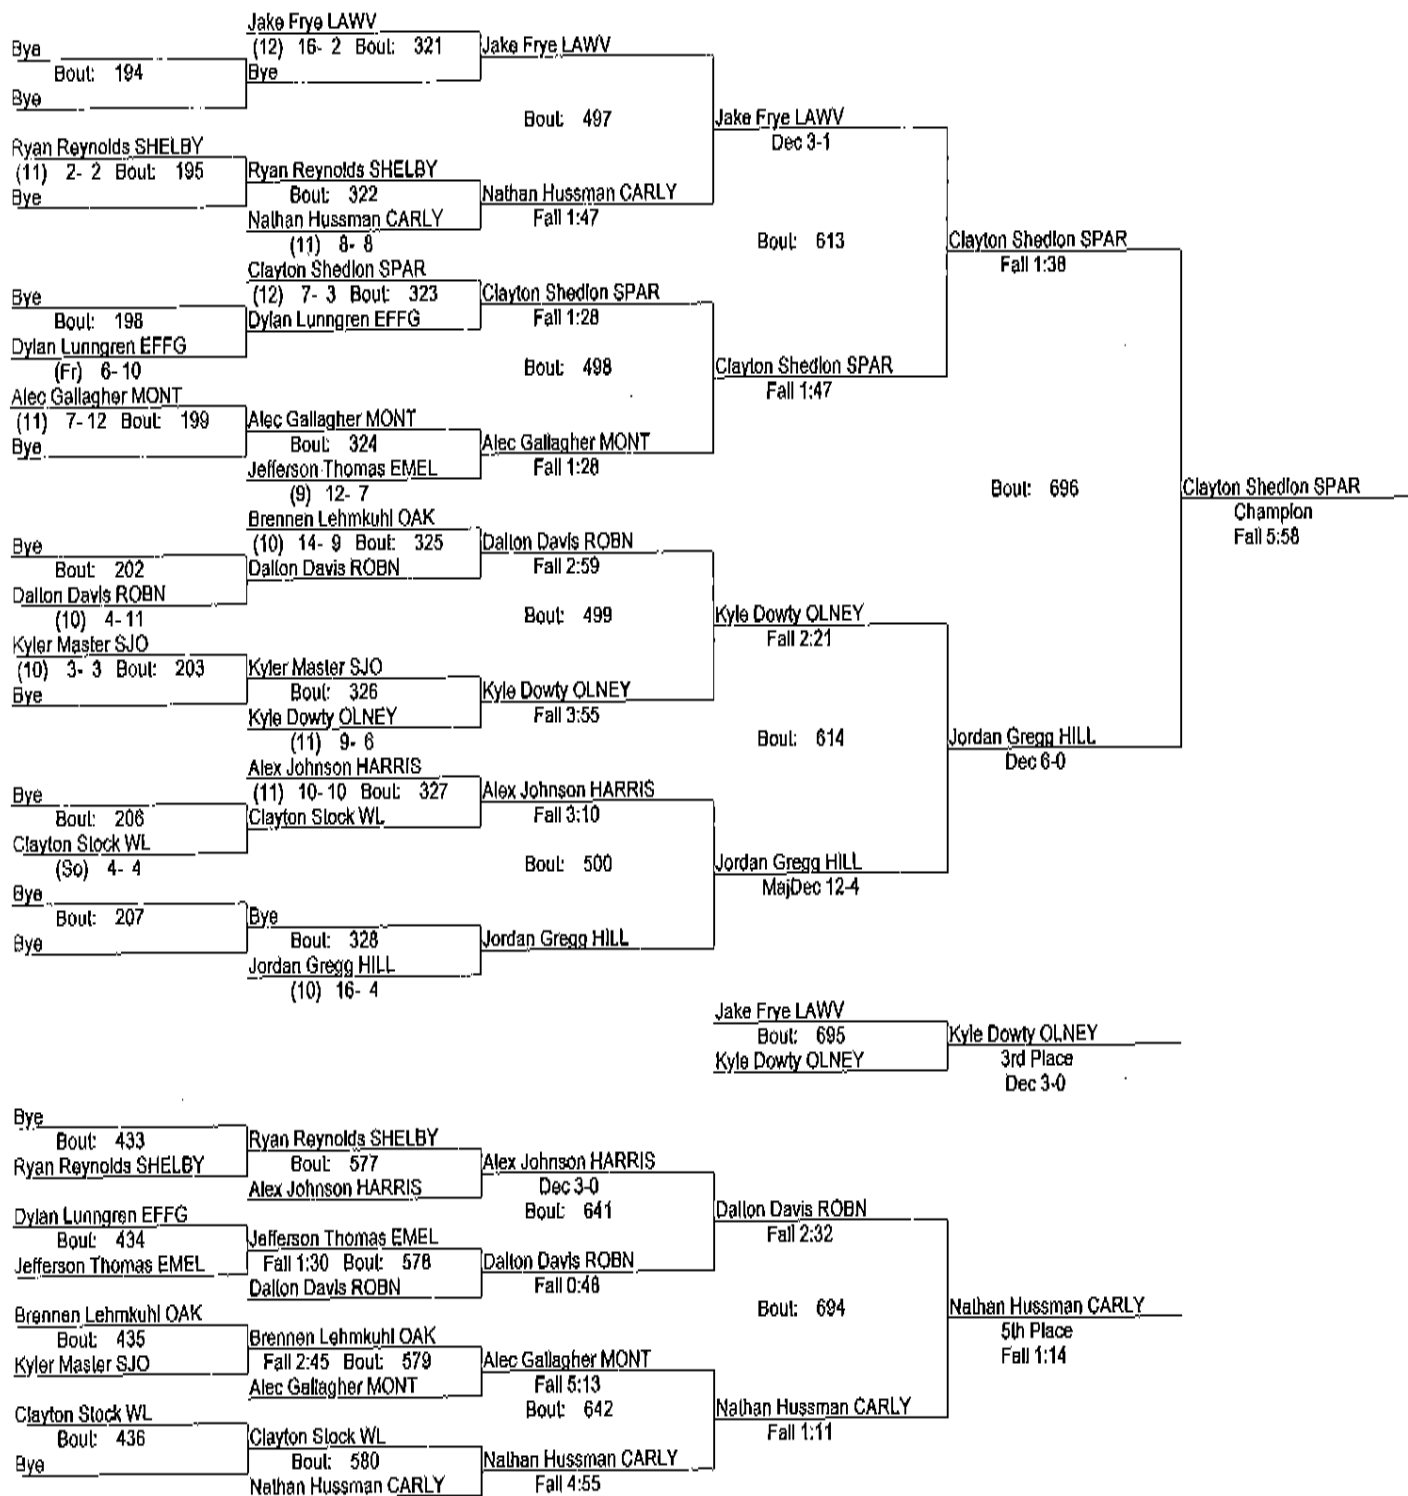 Jake Frye LAWV
Bye
(12) 16- 2 Bout: 321
Jake Frye LAWV
Bout: 194
Bye
Bye
Bout: 497
Jake Frye LAWV
Dec 3-1
Ryan Reynolds SHELBY
(11) 2- 2 Bout: 195
Ryan Reynolds SHELBY
Bye
Bout: 322
Nathan Hussman CARLY
Nathan Hussman CARLY
Fall 1:47
(11) 8- 8
Bout: 613
Clayton Shedlon SPAR
Fall 1:38
Clayton Shedlon SPAR
Bye
(12) 7- 3 Bout: 323
Clayton Shedlon SPAR
Bout: 198
Dylan Lunngren EFFG
Fall 1:28
Dylan Lunngren EFFG
(Fr) 6-10
Bout: 498
Clayton Shedlon SPAR
Fall 1:47
Alec Gallagher MONT
(11) 7-12 Bout: 199
Alec Gallagher MONT
Bye
Bout: 324
Alec Gallagher MONT
Jefferson Thomas EMEL
Fall 1:28
(9) 12- 7
Bout: 696
Clayton Shedlon SPAR
Champion
Fall 5:58
Brennen Lehmkuhl OAK
Bye
(10) 14- 9 Bout: 325
Dalton Davis ROBN
Bout: 202
Dalton Davis ROBN
Fall 2:59
Dalton Davis ROBN
(10) 4-11
Bout: 499
Kyle Dowty OLNEY
Fall 2:21
Kyler Master SJO
(10) 3- 3 Bout: 203
Kyler Master SJO
Bye
Bout: 326
Kyle Dowty OLNEY
Kyle Dowty OLNEY
Fall 3:55
(11) 9- 6
Bout: 614
Jordan Gregg HILL
Dec 6-0
Alex Johnson HARRIS
Bye
(11) 10-10 Bout: 327
Alex Johnson HARRIS
Bout: 206
Clayton Stock WL
Fall 3:10
Clayton Stock WL
(So) 4- 4
Bout: 500
Jordan Gregg HILL
MajDec 12-4
Bye
Bout: 207
Bye
Bye
Bout: 328
Jordan Gregg HILL
Jordan Gregg HILL
(10) 16- 4
Jake Frye LAWV
Bout: 695
Kyle Dowty OLNEY
Kyle Dowty OLNEY
3rd Place
Dec 3-0
Bye
Bout: 433
Ryan Reynolds SHELBY
Ryan Reynolds SHELBY
Bout: 577
Alex Johnson HARRIS
Alex Johnson HARRIS
Dec 3-0
Bout: 641
Dalton Davis ROBN
Fall 2:32
Dylan Lunngren EFFG
Bout: 434
Jefferson Thomas EMEL
Jefferson Thomas EMEL
Fall 1:30 Bout: 578
Dalton Davis ROBN
Dalton Davis ROBN
Fall 0:48
Bout: 694
Nathan Hussman CARLY
5th Place
Fall 1:14
Brennen Lehmkuhl OAK
Bout: 435
Brennen Lehmkuhl OAK
Kyler Master SJO
Fall 2:45 Bout: 579
Alec Gallagher MONT
Alec Gallagher MONT
Fall 5:13
Bout: 642
Nathan Hussman CARLY
Fall 1:11
Clayton Stock WL
Bout: 436
Clayton Stock WL
Bye
Bout: 580
Nathan Hussman CARLY
Nathan Hussman CARLY
Fall 4:55